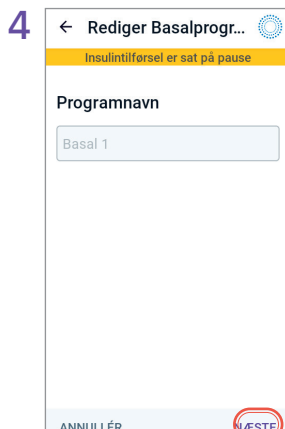 4
Rediger Basalprogr...
Insulintilførsel er sat på pause
Programnavn
Basal 1
ANNULLÉR
NÆSTE